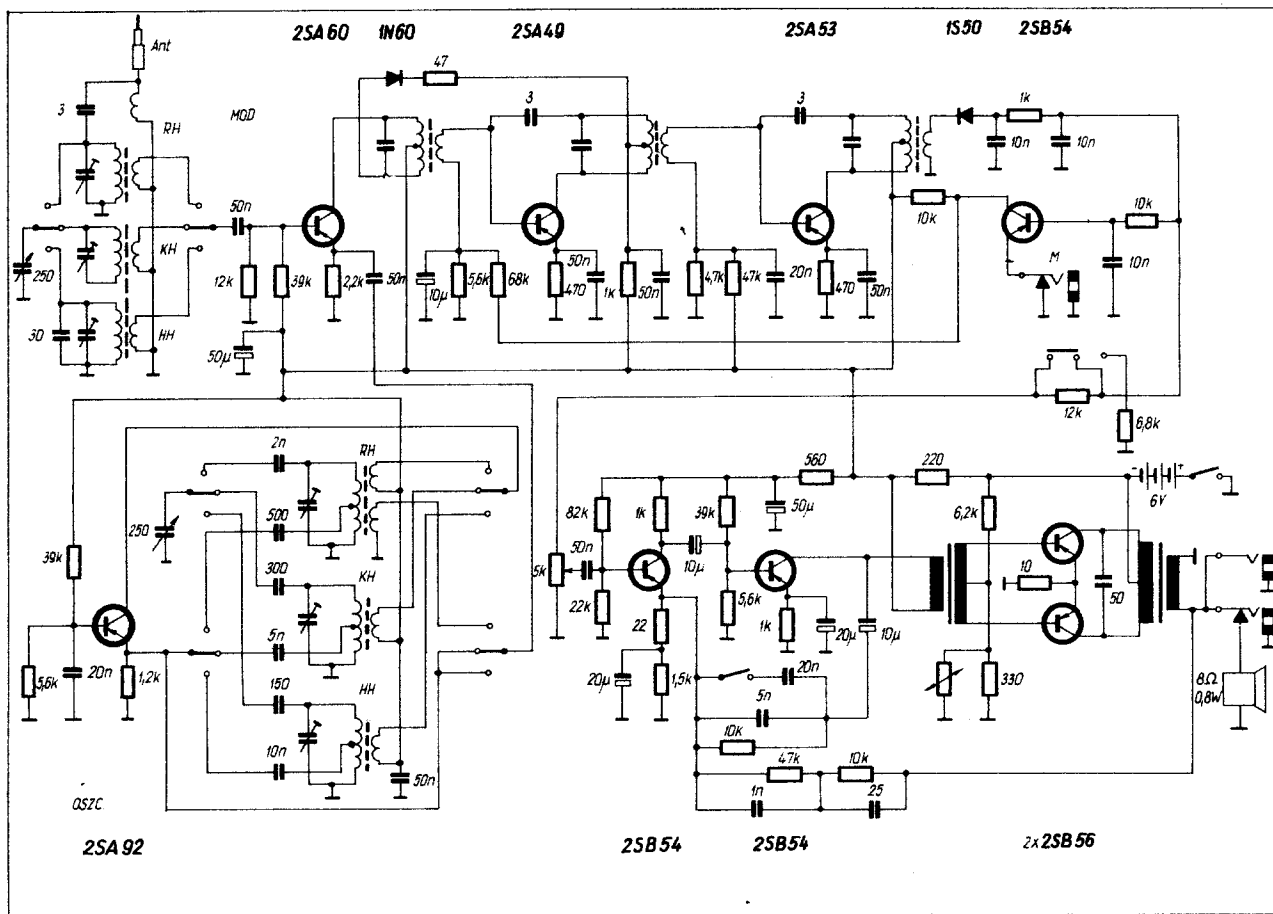 2SA60 1N60 2SA49 2SA53 1S50 2SB54
Ant
47
3
3
3
1k
RH
MOD
10n
10n
50n
10k
10k
KH
250
12k
39k
2,2k
50n
10µ
5,6k
68k
50n
470
1k
50n
4,7k
47k
20n
470
50n
M
10n
30
HH
50µ
12k
6,8k
2n
RH
560
220
6V
- +
250
500
82k
1k
39k
50µ
6,2k
39k
300
KH
5k
50n
10µ
10
50
22k
5,6k
5n
22
1k
20µ
10µ
5,6k
20n
1,2k
150
HH
20µ
1,5k
20n
330
8Ω
0,8W
5n
10n
10k
50n
47k
10k
1n
25
OSZC
2SA92
2SB54 2SB54 2x2SB56